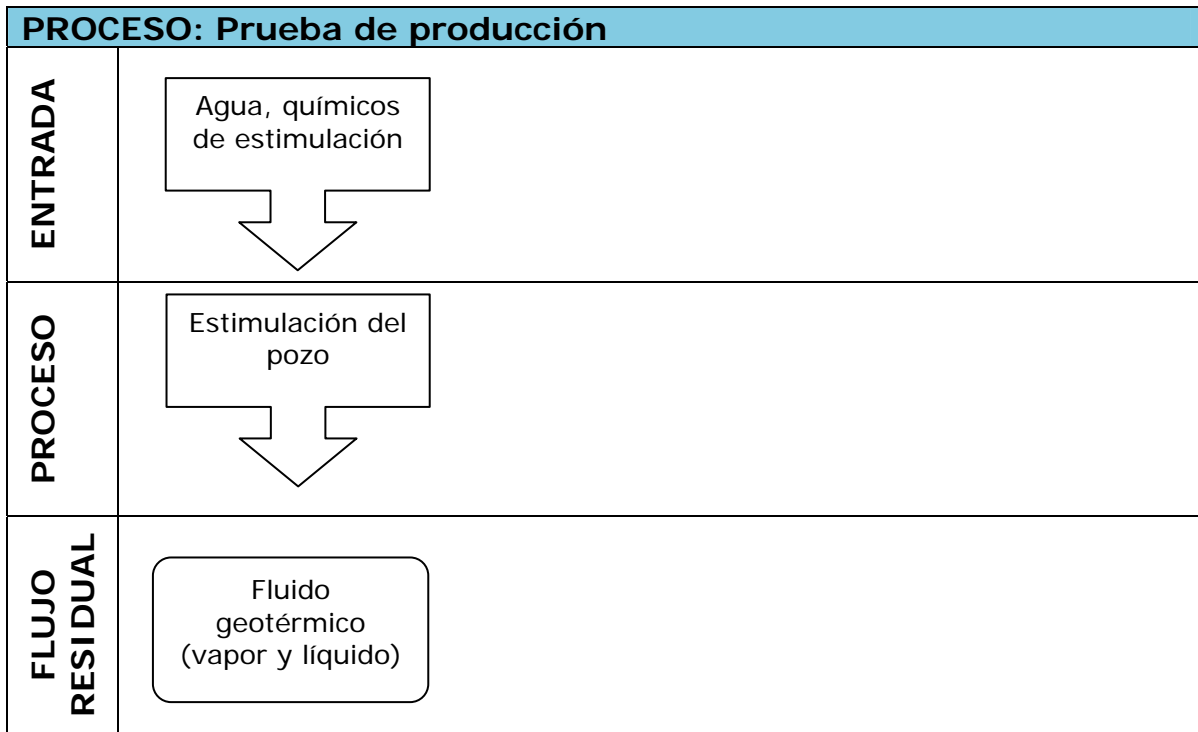 PROCESO: Prueba de producción
ENTRADA
Agua, químicos
de estimulación
PROCESO
Estimulación del
pozo
FLUJO
RESIDUAL
Fluido
geotérmico
(vapor y líquido)